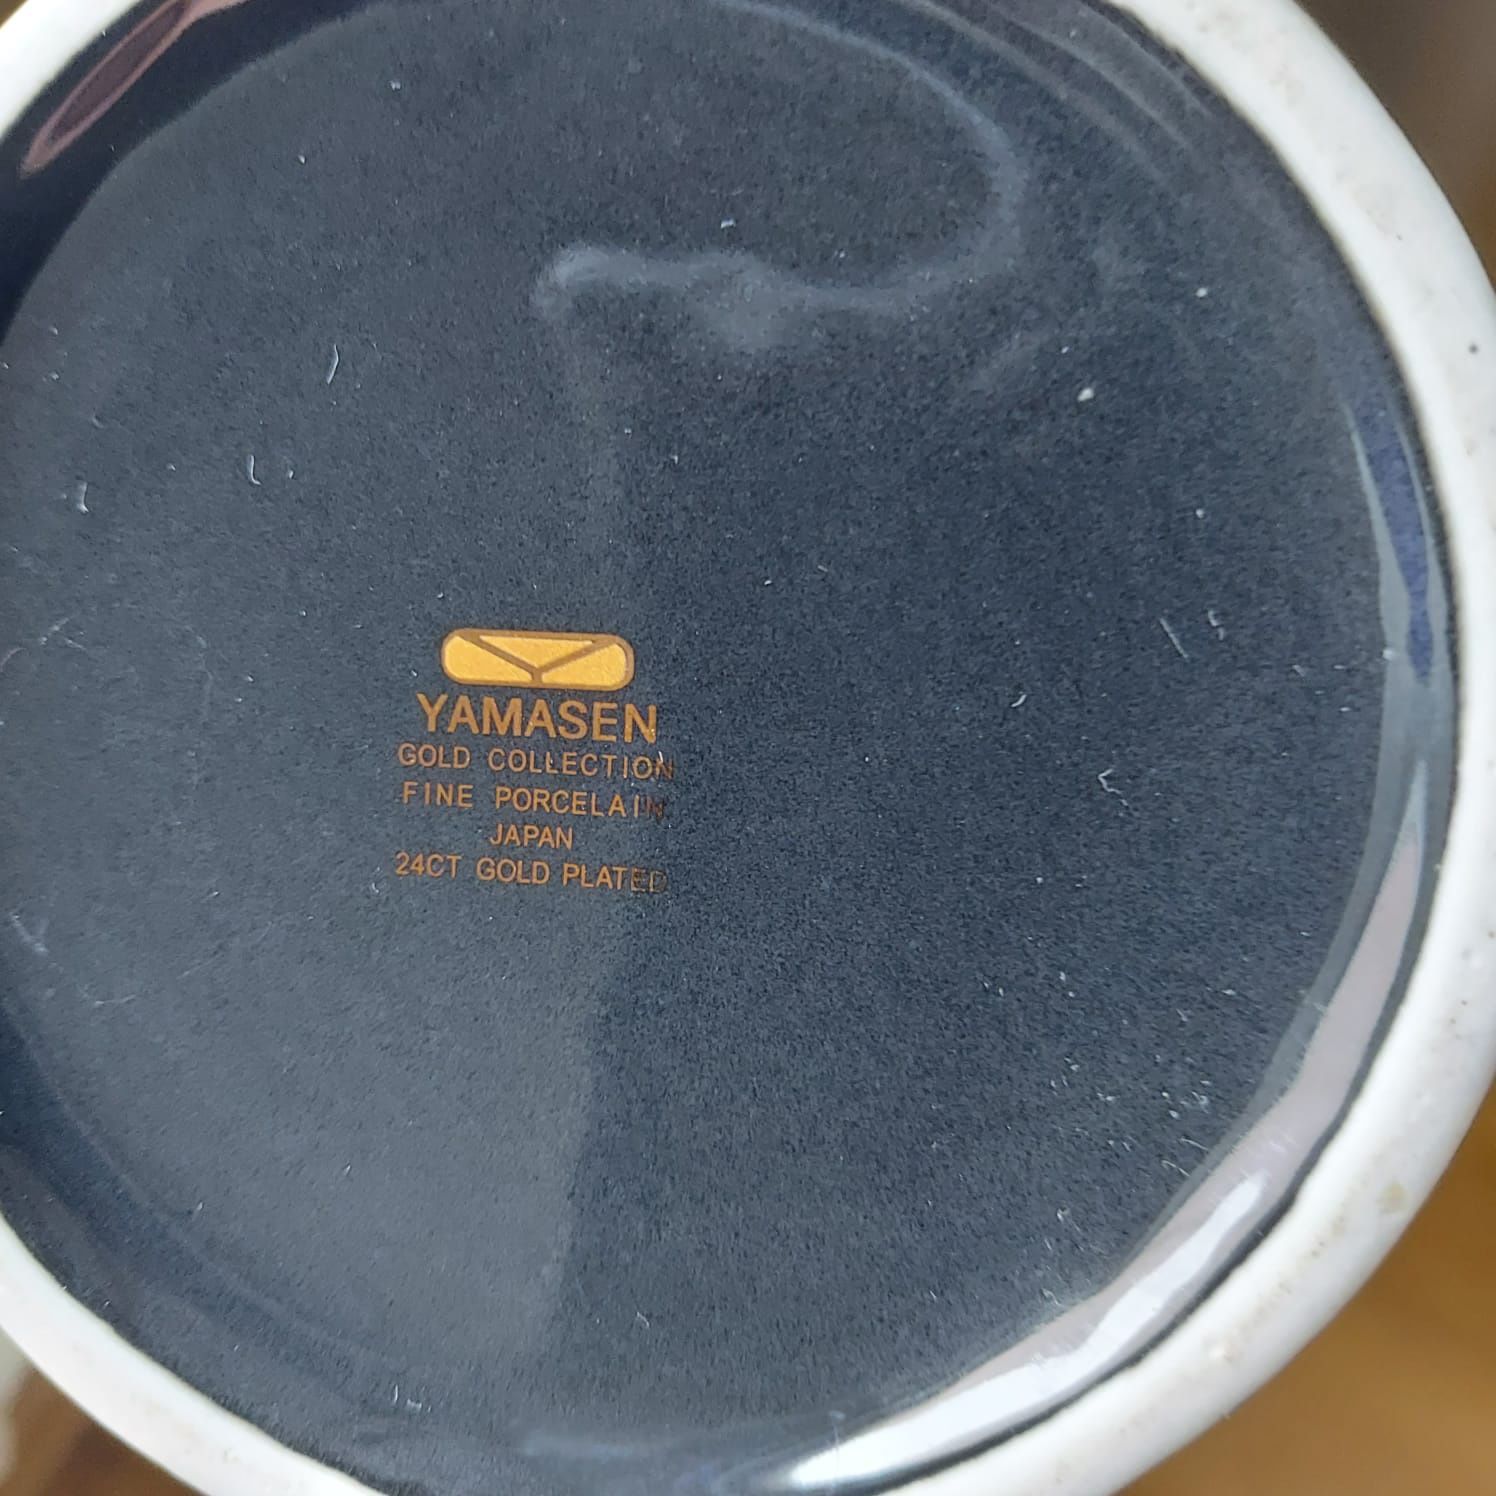 YAMASEN
GOLD COLLECTION
FINE PORCELAIN
JAPAN
24CT GOLD PLATED